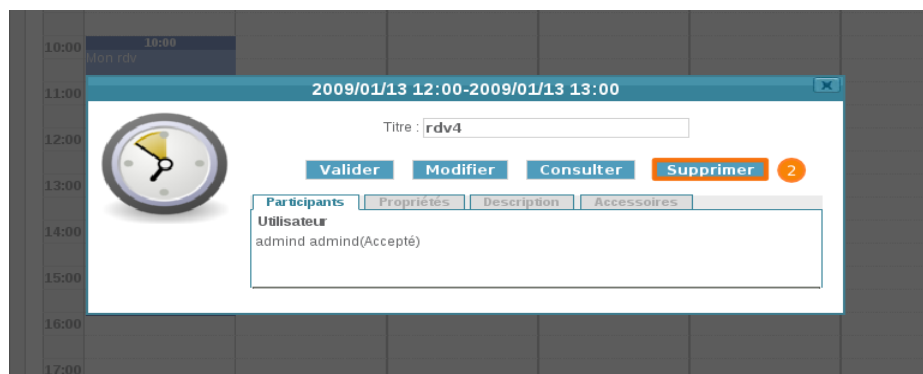 10:00
10:00
Mon rdv
11:00
2009/01/13 12:00-2009/01/13 13:00
12:00
Titre : rdv4
13:00
Valider Modifier Consulter Supprimer 2
Participants Propriétés Description Accessoires
14:00
Utilisateur
admind admind(Accepté)
15:00
16:00
17:00